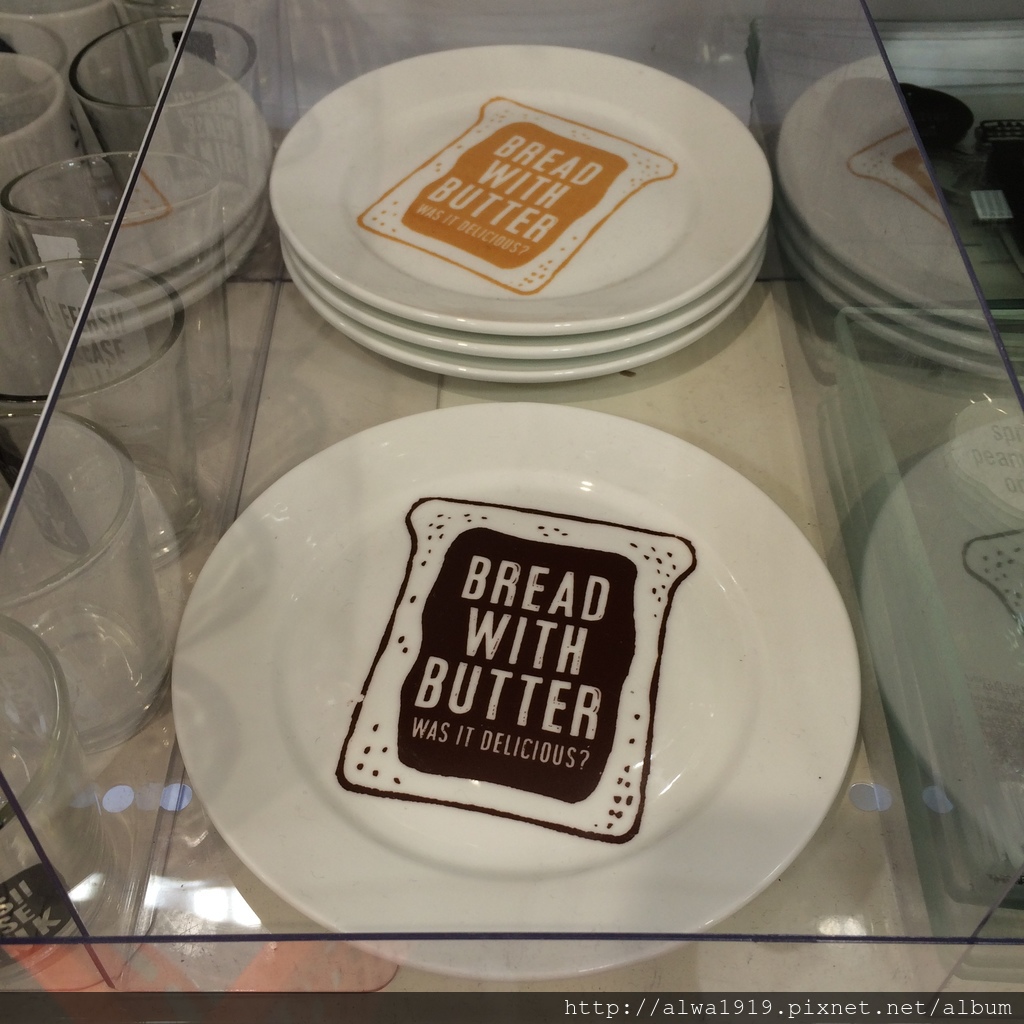 BREAD
WITH
BUTTER
WAS IT DELICIOUS?
BREAD
WITH
BUTTER
WAS IT DELICIOUS?
http://alwa1919.pixnet.net/album